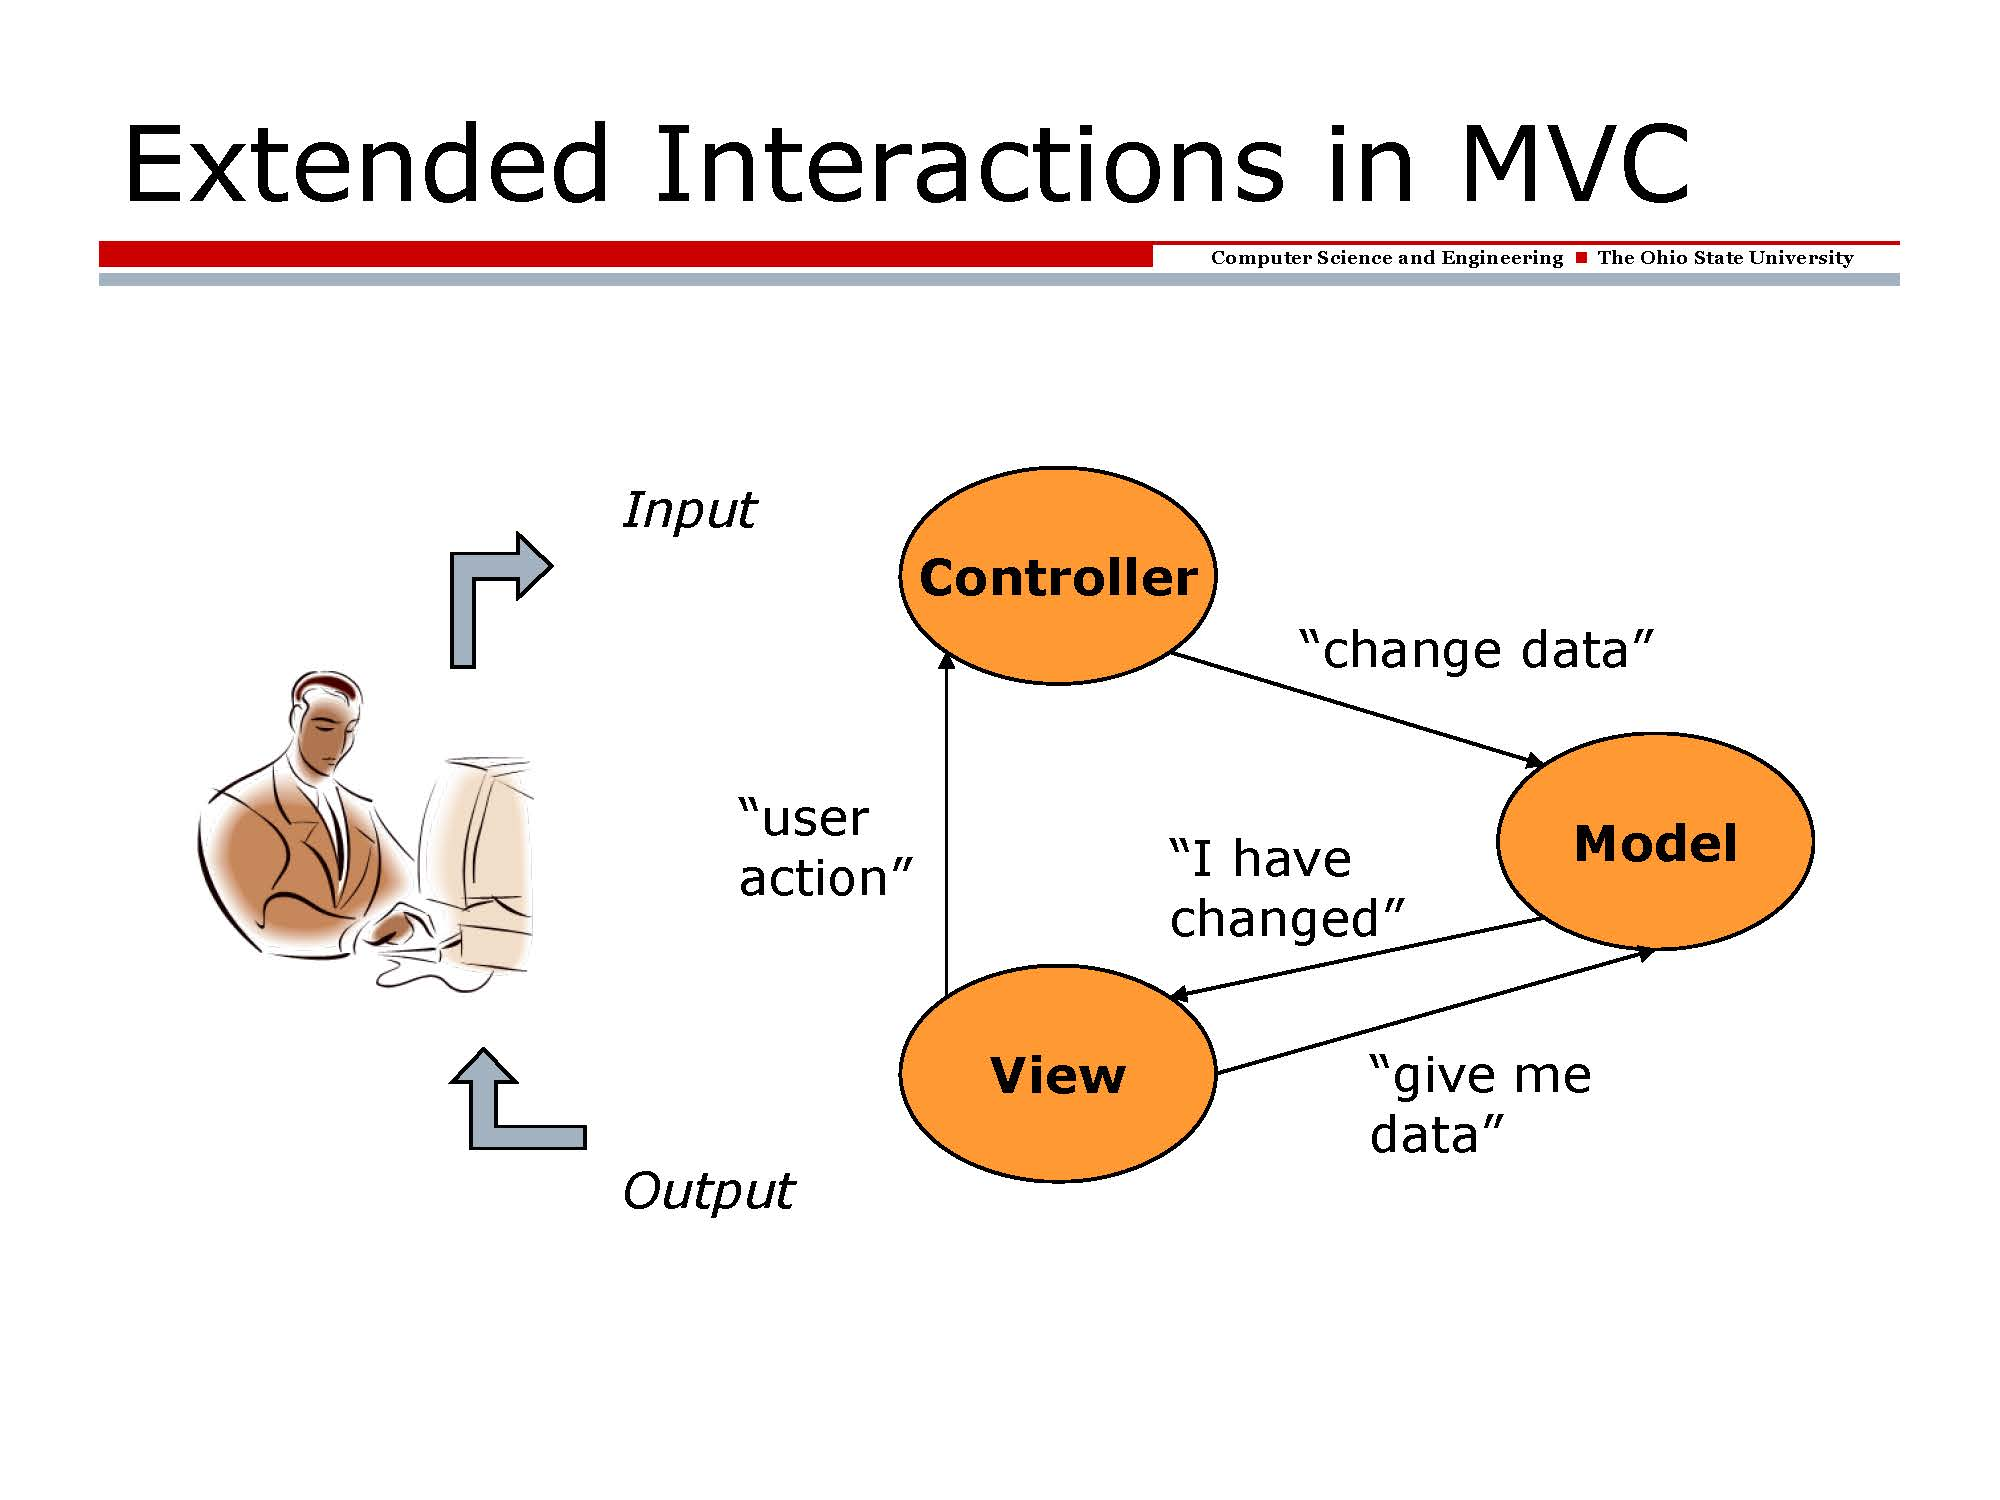 Extended Interactions in MVC
Computer Science and Engineering ■ The Ohio State University
Input
Controller
“change data”
“user
action”
“I have
changed”
Model
View
“give me
data”
Output